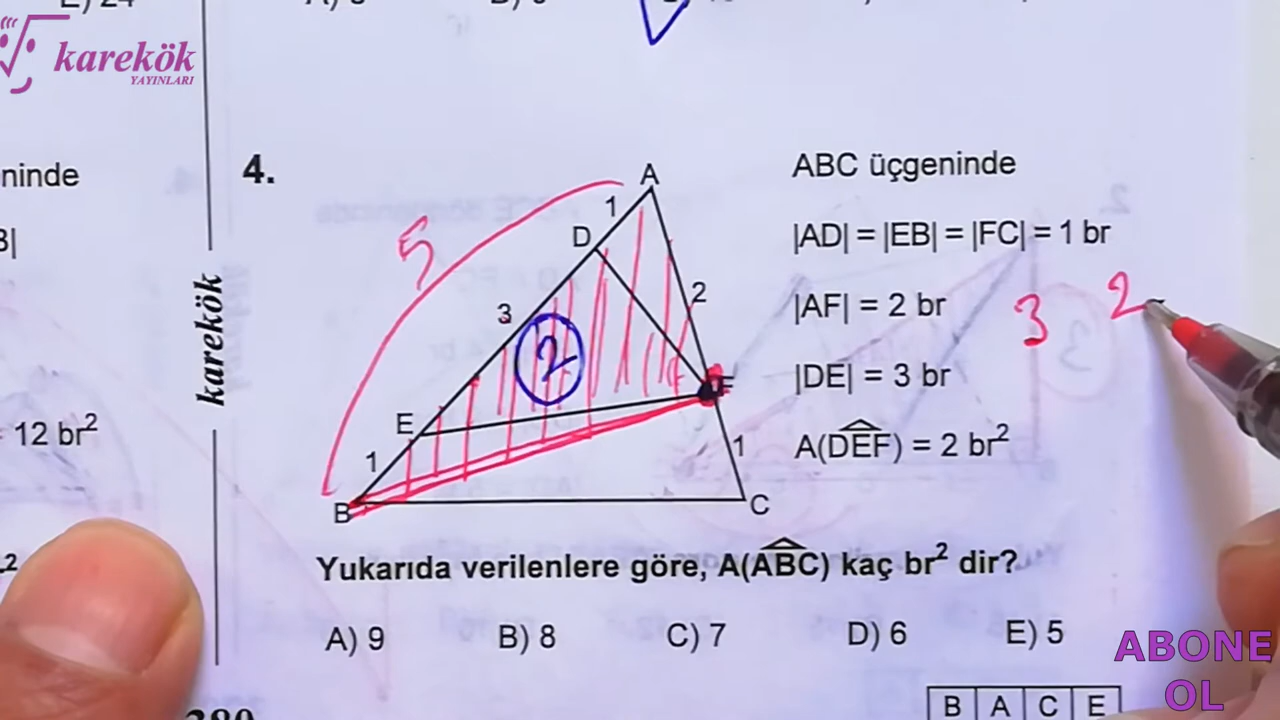 karekök
YAYINLARI
ninde
12 br²
karekök
4.
A
1
D
5
3
2
2
F
E
1
1
B
C
ABC üçgeninde
|AD| = |EB| = |FC| = 1 br
|AF| = 2 br
3 2
|DE| = 3 br
A(DEF) = 2 br²
Yukarıda verilenlere göre, A(ABC) kaç br² dir?
A) 9 B) 8 C) 7 D) 6 E) 5
B A C E
ABONE
OL